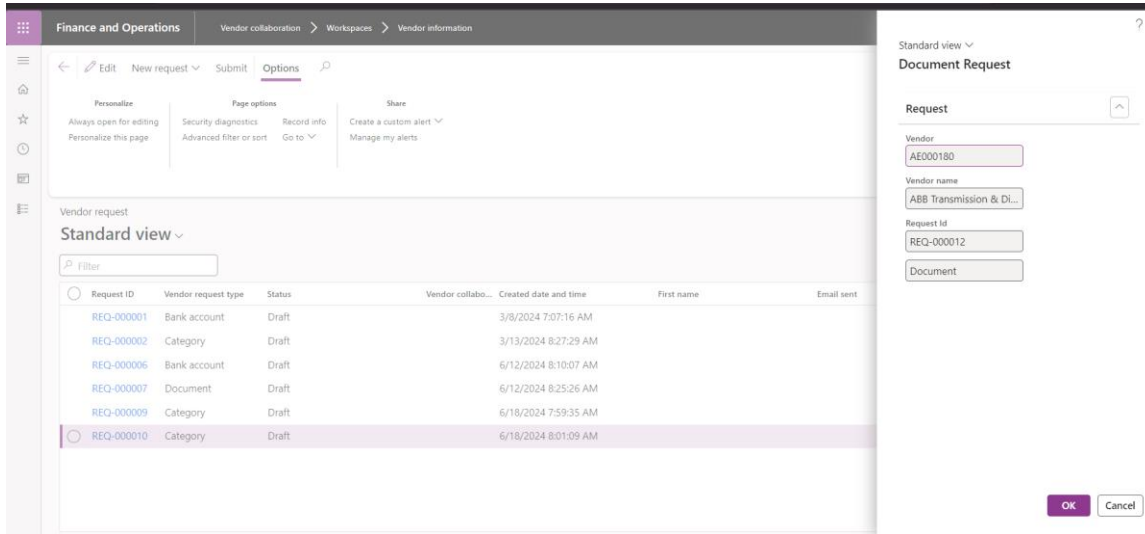 Finance and Operations
Vendor collaboration > Workspaces > Vendor information
?
Edit New request Submit Options
Personalize Page options Share
Always open for editing Security diagnostics Record info Create a custom alert
Personalize this page Advanced filter or sort Go to Manage my alerts
Vendor request
Standard view
Filter
Request ID Vendor request type Status Vendor collabo... Created date and time First name Email sent
REQ-000001 Bank account Draft 3/8/2024 7:07:16 AM
REQ-000002 Category Draft 3/13/2024 8:27:29 AM
REQ-000006 Bank account Draft 6/12/2024 8:10:07 AM
REQ-000007 Document Draft 6/12/2024 8:25:26 AM
REQ-000009 Category Draft 6/18/2024 7:59:35 AM
REQ-000010 Category Draft 6/18/2024 8:01:09 AM
Standard view
Document Request
Request
Vendor
AE000180
Vendor name
ABB Transmission & Di...
Request Id
REQ-000012
Document
OK Cancel